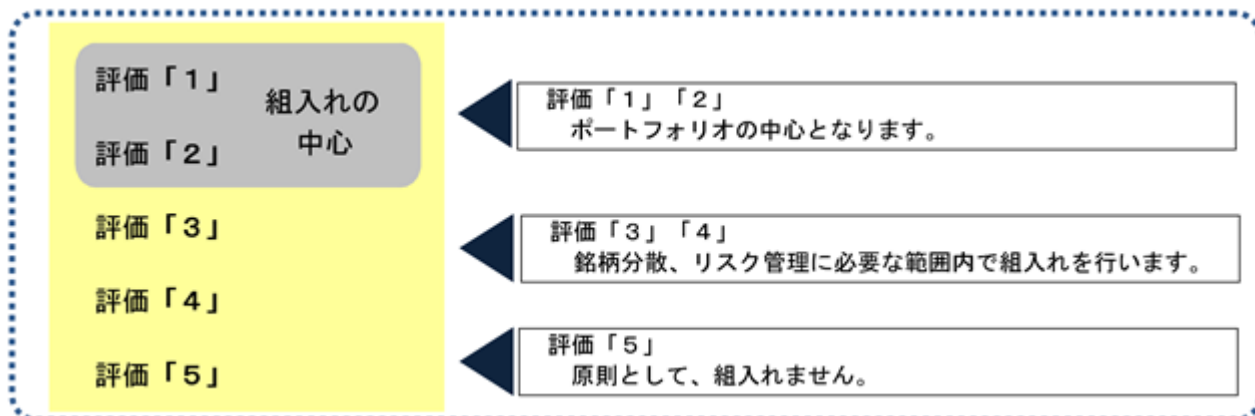 評価「１」
組入れの
中心
評価「２」
評価「３」
評価「４」
評価「５」
評価「１」「２」
ポートフォリオの中心となります。
評価「３」「４」
銘柄分散、リスク管理に必要な範囲内で組入れを行います。
評価「５」
原則として、組入れません。